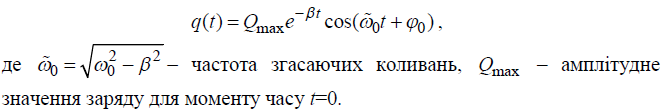 q(t) = Q_max e^{−βt} cos(ω̃₀t + φ₀),
де ω̃₀ = √(ω₀² − β²) – частота згасаючих коливань, Q_max – амплітудне
значення заряду для моменту часу t=0.